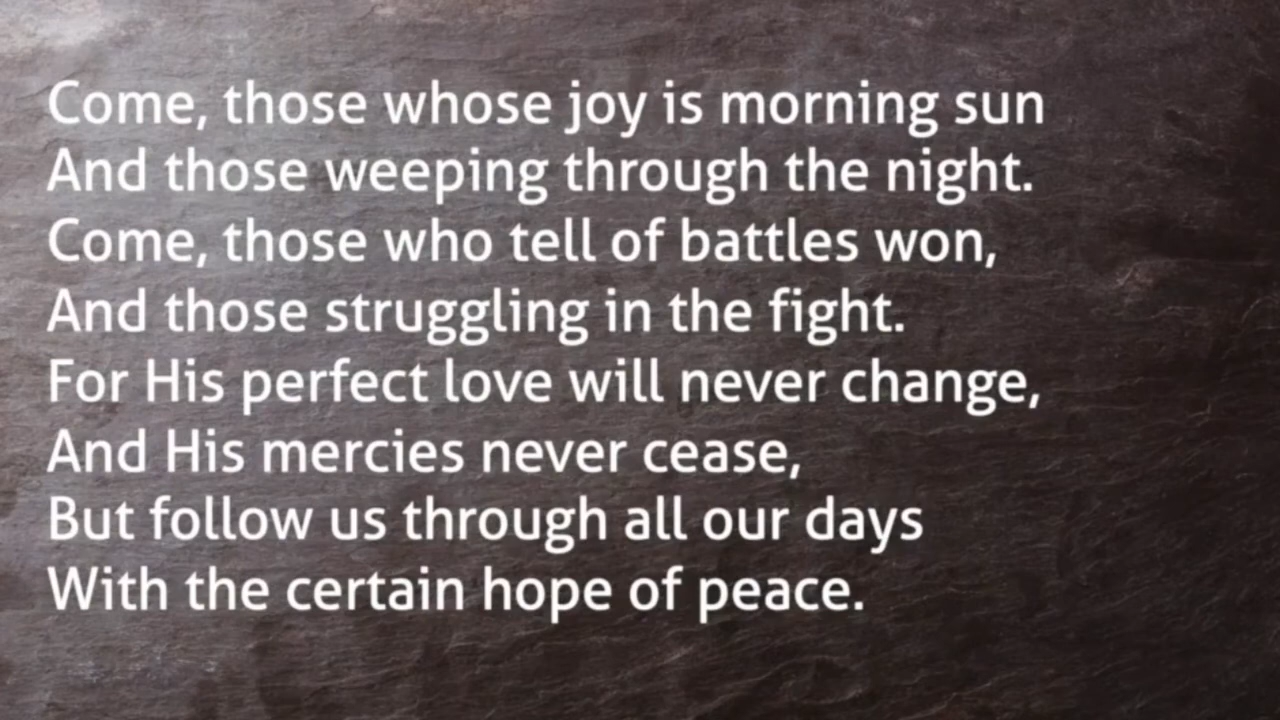 Come, those whose joy is morning sun
And those weeping through the night.
Come, those who tell of battles won,
And those struggling in the fight.
For His perfect love will never change,
And His mercies never cease,
But follow us through all our days
With the certain hope of peace.